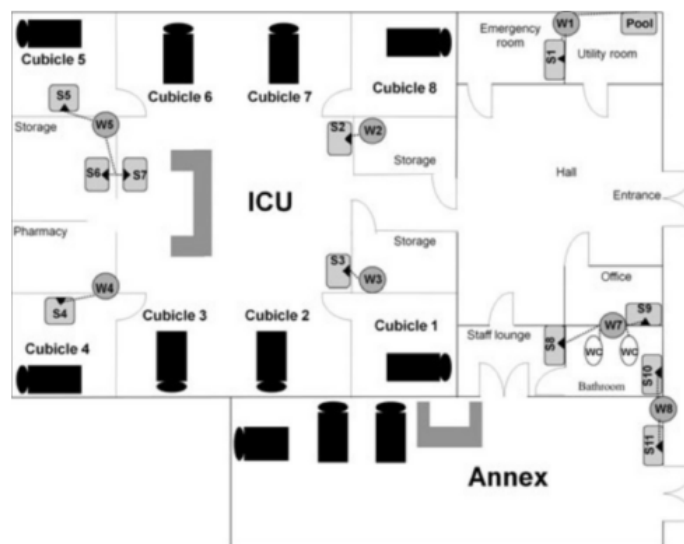 W1
Pool
Emergency
room
S1
Utility room
Cubicle 5
Cubicle 6
Cubicle 7
Cubicle 8
S5
Storage
W5
S2
W2
S6
S7
Storage
Hall
ICU
Entrance
Pharmacy
Storage
Office
W4
S3
W3
S4
Cubicle 3
Cubicle 2
Cubicle 1
Staff lounge
S8
W7
S9
WC
WC
Cubicle 4
Bathroom
S10
W8
S11
Annex